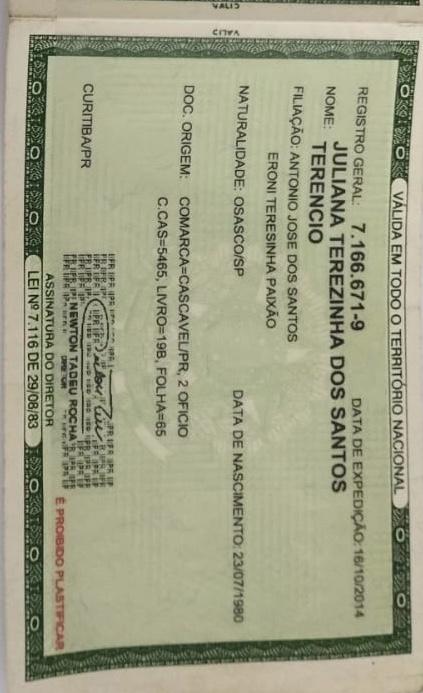 VALID
VALID
VÁLIDA EM TODO O TERRITÓRIO NACIONAL
REGISTRO GERAL: 7.166.671-9 DATA DE EXPEDIÇÃO: 16/10/2014
NOME: JULIANA TEREZINHA DOS SANTOS
TERENCIO
FILIAÇÃO: ANTONIO JOSE DOS SANTOS
ERONI TERESINHA PAIXÃO
NATURALIDADE: OSASCO/SP DATA DE NASCIMENTO: 23/07/1980
DOC. ORIGEM: COMARCA=CASCAVEL/PR, 2 OFICIO
C.CAS=5465, LIVRO=19B, FOLHA=65
CURITIBA/PR
NEWTON TADEU ROCHA
DIRETOR
ASSINATURA DO DIRETOR
LEI Nº 7.116 DE 29/08/83
É PROIBIDO PLASTIFICAR